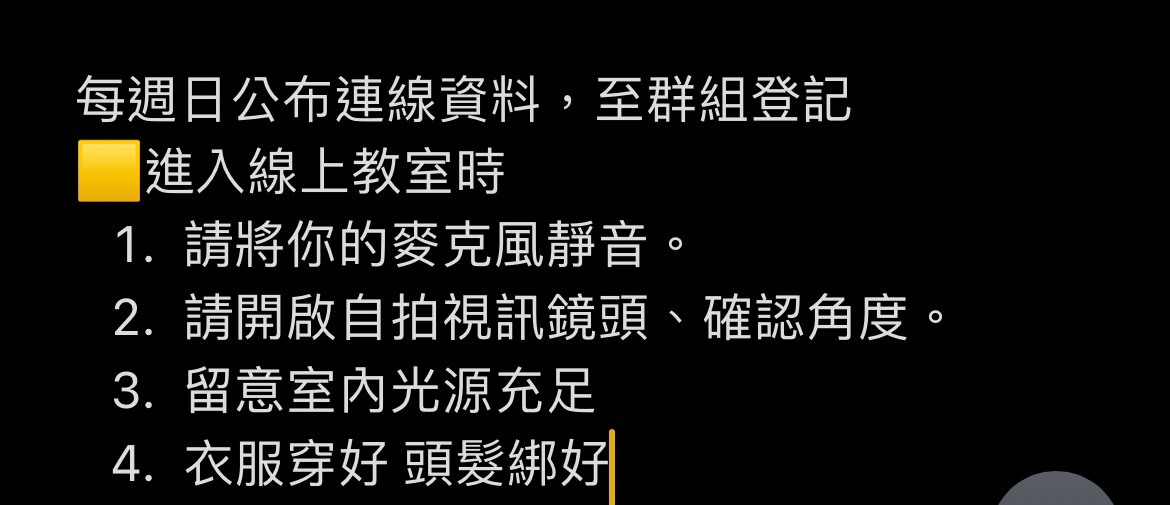 每週日公布連線資料，至群組登記
🟨進入線上教室時
1. 請將你的麥克風靜音。
2. 請開啟自拍視訊鏡頭、確認角度。
3. 留意室內光源充足
4. 衣服穿好 頭髮綁好